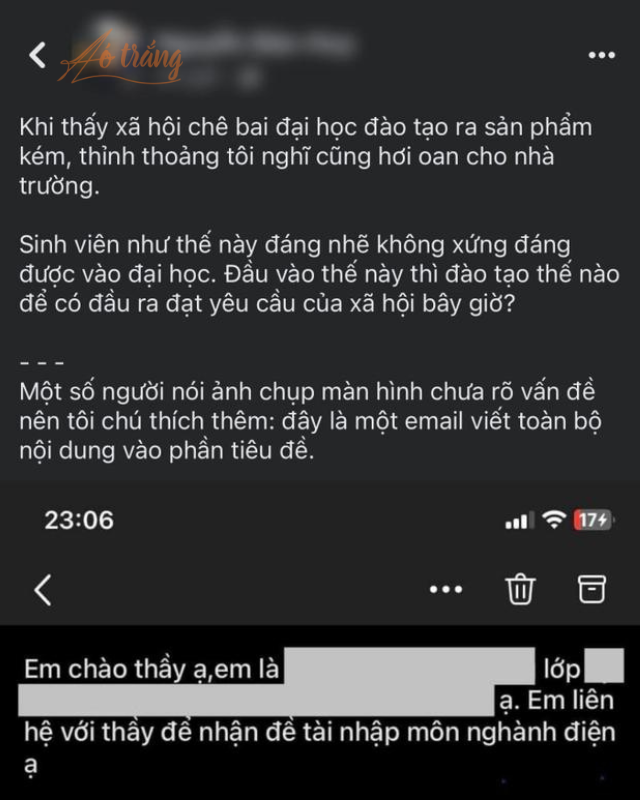 Áo trắng
Khi thấy xã hội chê bai đại học đào tạo ra sản phẩm
kém, thỉnh thoảng tôi nghĩ cũng hơi oan cho nhà
trường.
Sinh viên như thế này đáng nhẽ không xứng đáng
được vào đại học. Đầu vào thế này thì đào tạo thế nào
để có đầu ra đạt yêu cầu của xã hội bây giờ?
- - -
Một số người nói ảnh chụp màn hình chưa rõ vấn đề
nên tôi chú thích thêm: đây là một email viết toàn bộ
nội dung vào phần tiêu đề.
23:06
17
Em chào thầy ạ,em là lớp
ạ. Em liên
hệ với thầy để nhận đề tài nhập môn nghành điện
ạ